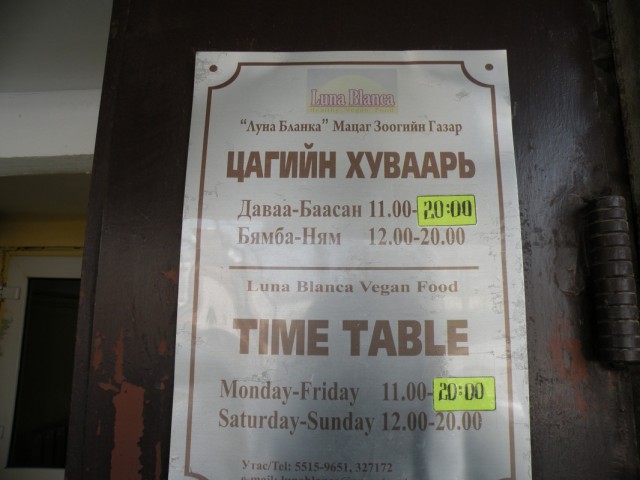 Luna Blanca
“Луна Бланка” Мацаг Зоогийн Газар
ЦАГИЙН ХУВААРЬ
Даваа-Баасан 11.00-20:00
Бямба-Ням 12.00-20.00
Luna Blanca Vegan Food
TIME TABLE
Monday-Friday 11.00-20:00
Saturday-Sunday 12.00-20.00
Утас/Tel: 5515-9651, 327172